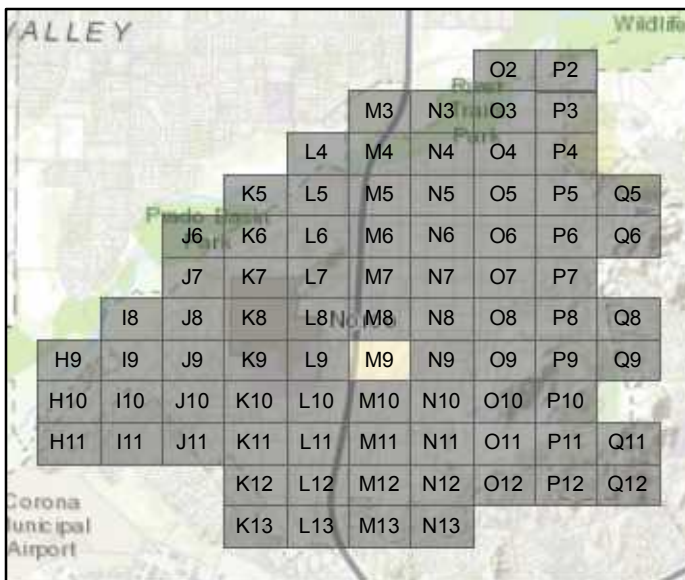 VALLEY
Wildlife
O2 P2
River
Trails
Park
M3 N3 O3 P3
L4 M4 N4 O4 P4
K5 L5 M5 N5 O5 P5 Q5
Prado Basin
Park
J6 K6 L6 M6 N6 O6 P6 Q6
J7 K7 L7 M7 N7 O7 P7
I8 J8 K8 L8 M8 N8 O8 P8 Q8
Norco
H9 I9 J9 K9 L9 M9 N9 O9 P9 Q9
H10 I10 J10 K10 L10 M10 N10 O10 P10
H11 I11 J11 K11 L11 M11 N11 O11 P11 Q11
K12 L12 M12 N12 O12 P12 Q12
K13 L13 M13 N13
Corona
Municipal
Airport